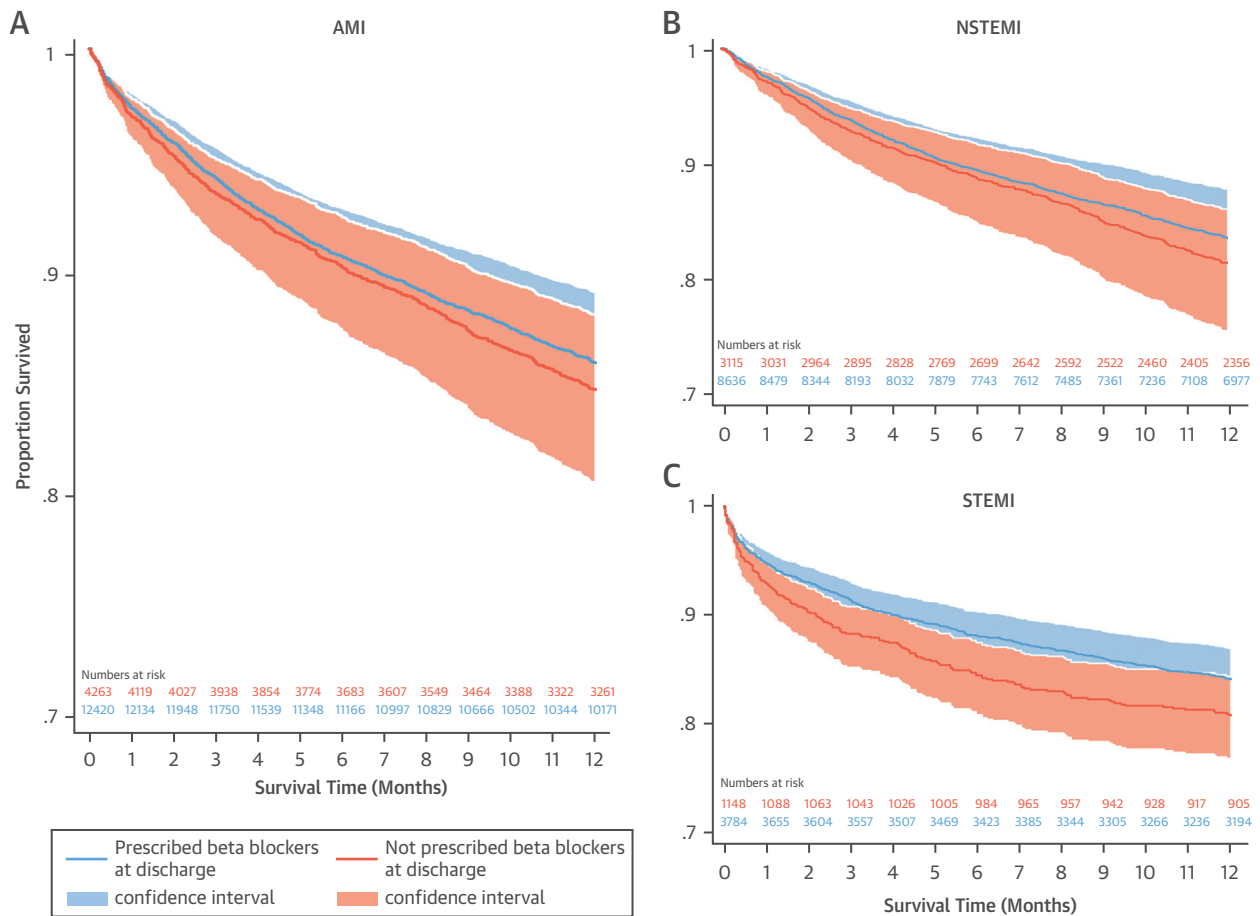 A
AMI
Proportion Survived
1
.9
.8
.7
Numbers at risk
4263 4119 4027 3938 3854 3774 3683 3607 3549 3464 3388 3322 3261
12420 12134 11948 11750 11539 11348 11166 10997 10829 10666 10502 10344 10171
0 1 2 3 4 5 6 7 8 9 10 11 12
Survival Time (Months)
B
NSTEMI
1
.9
.8
.7
Numbers at risk
3115 3031 2964 2895 2828 2769 2699 2642 2592 2522 2460 2405 2356
8636 8479 8344 8193 8032 7879 7743 7612 7485 7361 7236 7108 6977
0 1 2 3 4 5 6 7 8 9 10 11 12
C
STEMI
1
.9
.8
.7
Numbers at risk
1148 1088 1063 1043 1026 1005 984 965 957 942 928 917 905
3784 3655 3604 3557 3507 3469 3423 3385 3344 3305 3266 3236 3194
0 1 2 3 4 5 6 7 8 9 10 11 12
Survival Time (Months)
Prescribed beta blockers
at discharge
confidence interval
Not prescribed beta blockers
at discharge
confidence interval